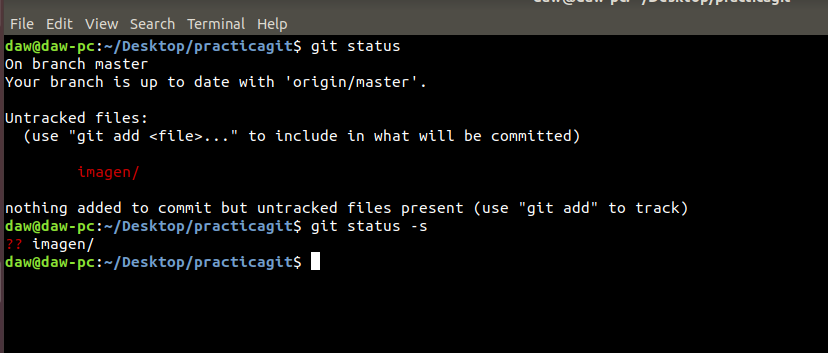 daw@daw-pc: ~/Desktop/practicagit
File Edit View Search Terminal Help
daw@daw-pc:~/Desktop/practicagit$ git status
On branch master
Your branch is up to date with 'origin/master'.
Untracked files:
(use "git add <file>..." to include in what will be committed)
imagen/
nothing added to commit but untracked files present (use "git add" to track)
daw@daw-pc:~/Desktop/practicagit$ git status -s
?? imagen/
daw@daw-pc:~/Desktop/practicagit$